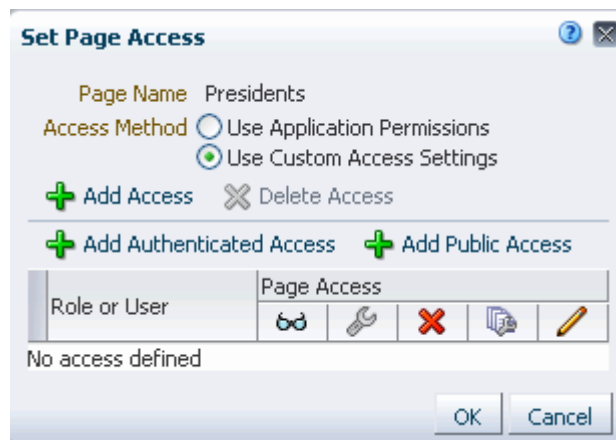 Set Page Access
Page Name Presidents
Access Method Use Application Permissions
Use Custom Access Settings
Add Access Delete Access
Add Authenticated Access Add Public Access
Role or User Page Access
No access defined
OK Cancel